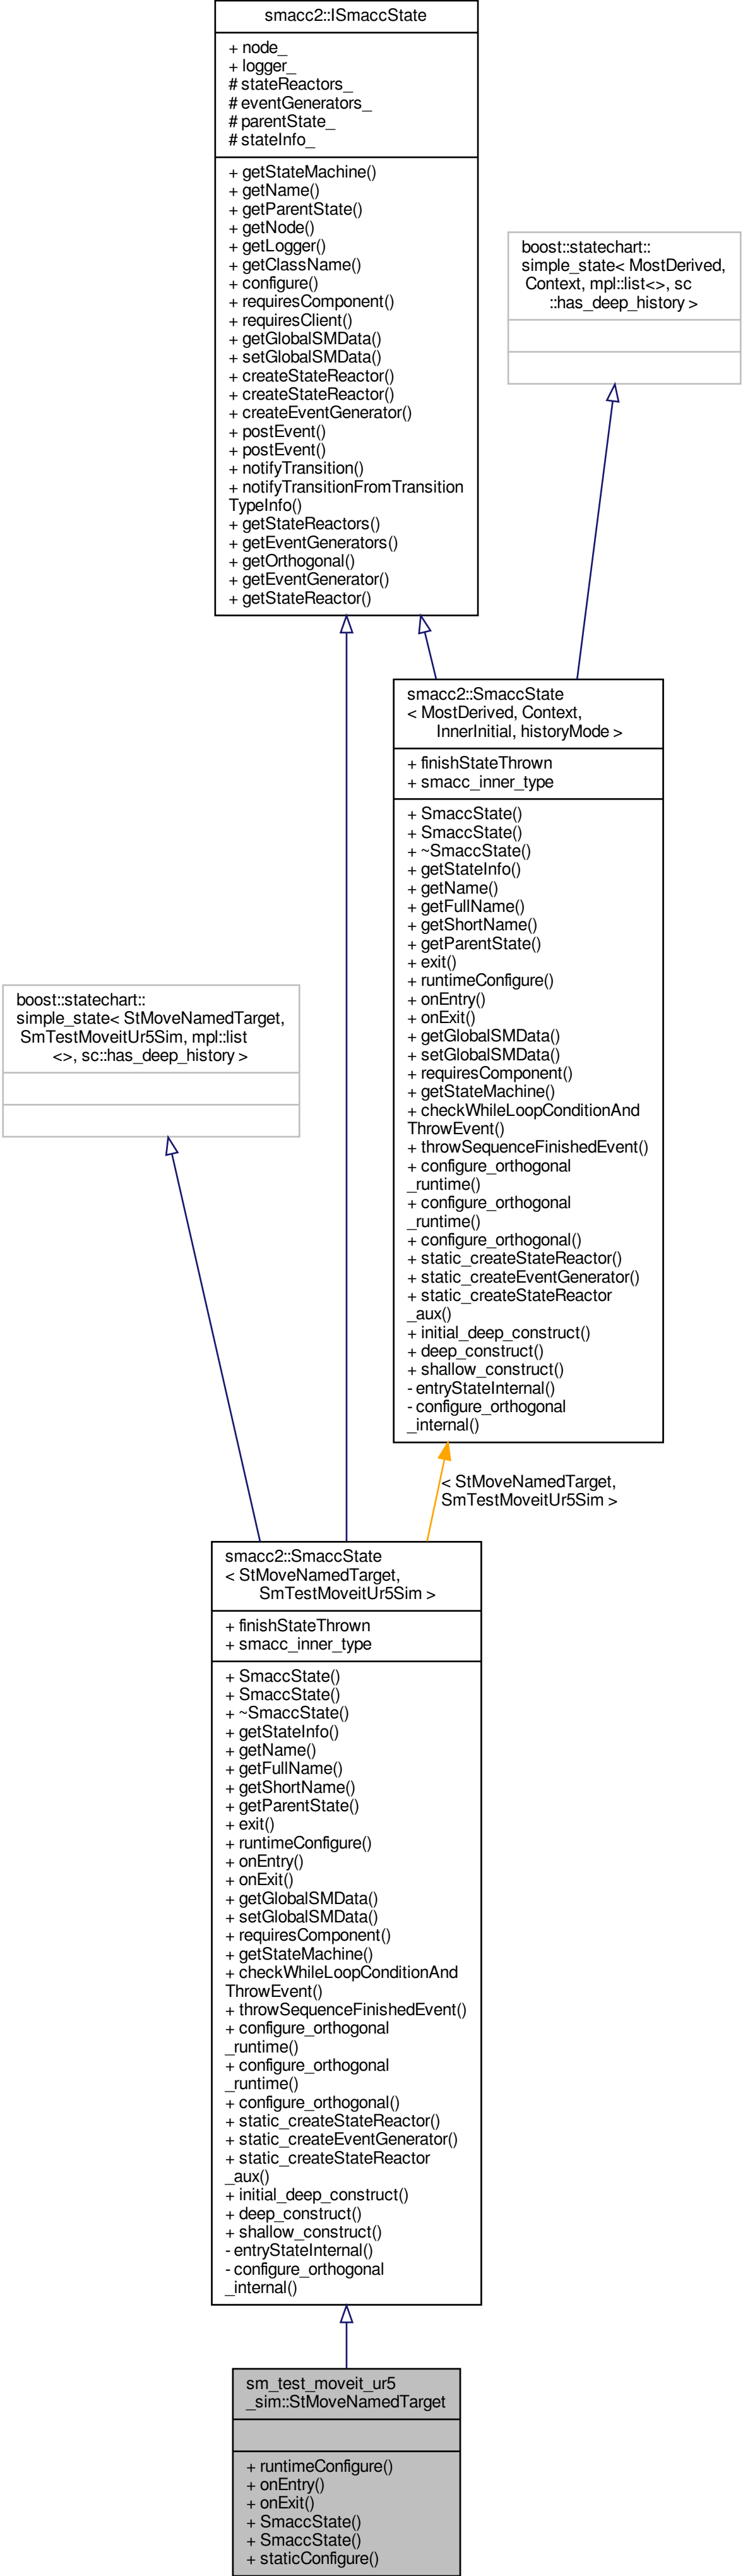 smacc2::ISmaccState
+ node_
+ logger_
# stateReactors_
# eventGenerators_
# parentState_
# stateInfo_
+ getStateMachine()
+ getName()
+ getParentState()
+ getNode()
+ getLogger()
+ getClassName()
+ configure()
+ requiresComponent()
+ requiresClient()
+ getGlobalSMData()
+ setGlobalSMData()
+ createStateReactor()
+ createStateReactor()
+ createEventGenerator()
+ postEvent()
+ postEvent()
+ notifyTransition()
+ notifyTransitionFromTransition
TypeInfo()
+ getStateReactors()
+ getEventGenerators()
+ getOrthogonal()
+ getEventGenerator()
+ getStateReactor()
boost::statechart::
simple_state< MostDerived,
Context, mpl::list<>, sc
::has_deep_history >
smacc2::SmaccState
< MostDerived, Context,
InnerInitial, historyMode >
+ finishStateThrown
+ smacc_inner_type
+ SmaccState()
+ SmaccState()
+ ~SmaccState()
+ getStateInfo()
+ getName()
+ getFullName()
+ getShortName()
+ getParentState()
+ exit()
+ runtimeConfigure()
+ onEntry()
+ onExit()
+ getGlobalSMData()
+ setGlobalSMData()
+ requiresComponent()
+ getStateMachine()
+ checkWhileLoopConditionAnd
ThrowEvent()
+ throwSequenceFinishedEvent()
+ configure_orthogonal
_runtime()
+ configure_orthogonal
_runtime()
+ configure_orthogonal()
+ static_createStateReactor()
+ static_createEventGenerator()
+ static_createStateReactor
_aux()
+ initial_deep_construct()
+ deep_construct()
+ shallow_construct()
- entryStateInternal()
- configure_orthogonal
_internal()
boost::statechart::
simple_state< StMoveNamedTarget,
SmTestMoveitUr5Sim, mpl::list
<>, sc::has_deep_history >
< StMoveNamedTarget,
SmTestMoveitUr5Sim >
smacc2::SmaccState
< StMoveNamedTarget,
SmTestMoveitUr5Sim >
+ finishStateThrown
+ smacc_inner_type
+ SmaccState()
+ SmaccState()
+ ~SmaccState()
+ getStateInfo()
+ getName()
+ getFullName()
+ getShortName()
+ getParentState()
+ exit()
+ runtimeConfigure()
+ onEntry()
+ onExit()
+ getGlobalSMData()
+ setGlobalSMData()
+ requiresComponent()
+ getStateMachine()
+ checkWhileLoopConditionAnd
ThrowEvent()
+ throwSequenceFinishedEvent()
+ configure_orthogonal
_runtime()
+ configure_orthogonal
_runtime()
+ configure_orthogonal()
+ static_createStateReactor()
+ static_createEventGenerator()
+ static_createStateReactor
_aux()
+ initial_deep_construct()
+ deep_construct()
+ shallow_construct()
- entryStateInternal()
- configure_orthogonal
_internal()
sm_test_moveit_ur5
_sim::StMoveNamedTarget
+ runtimeConfigure()
+ onEntry()
+ onExit()
+ SmaccState()
+ SmaccState()
+ staticConfigure()